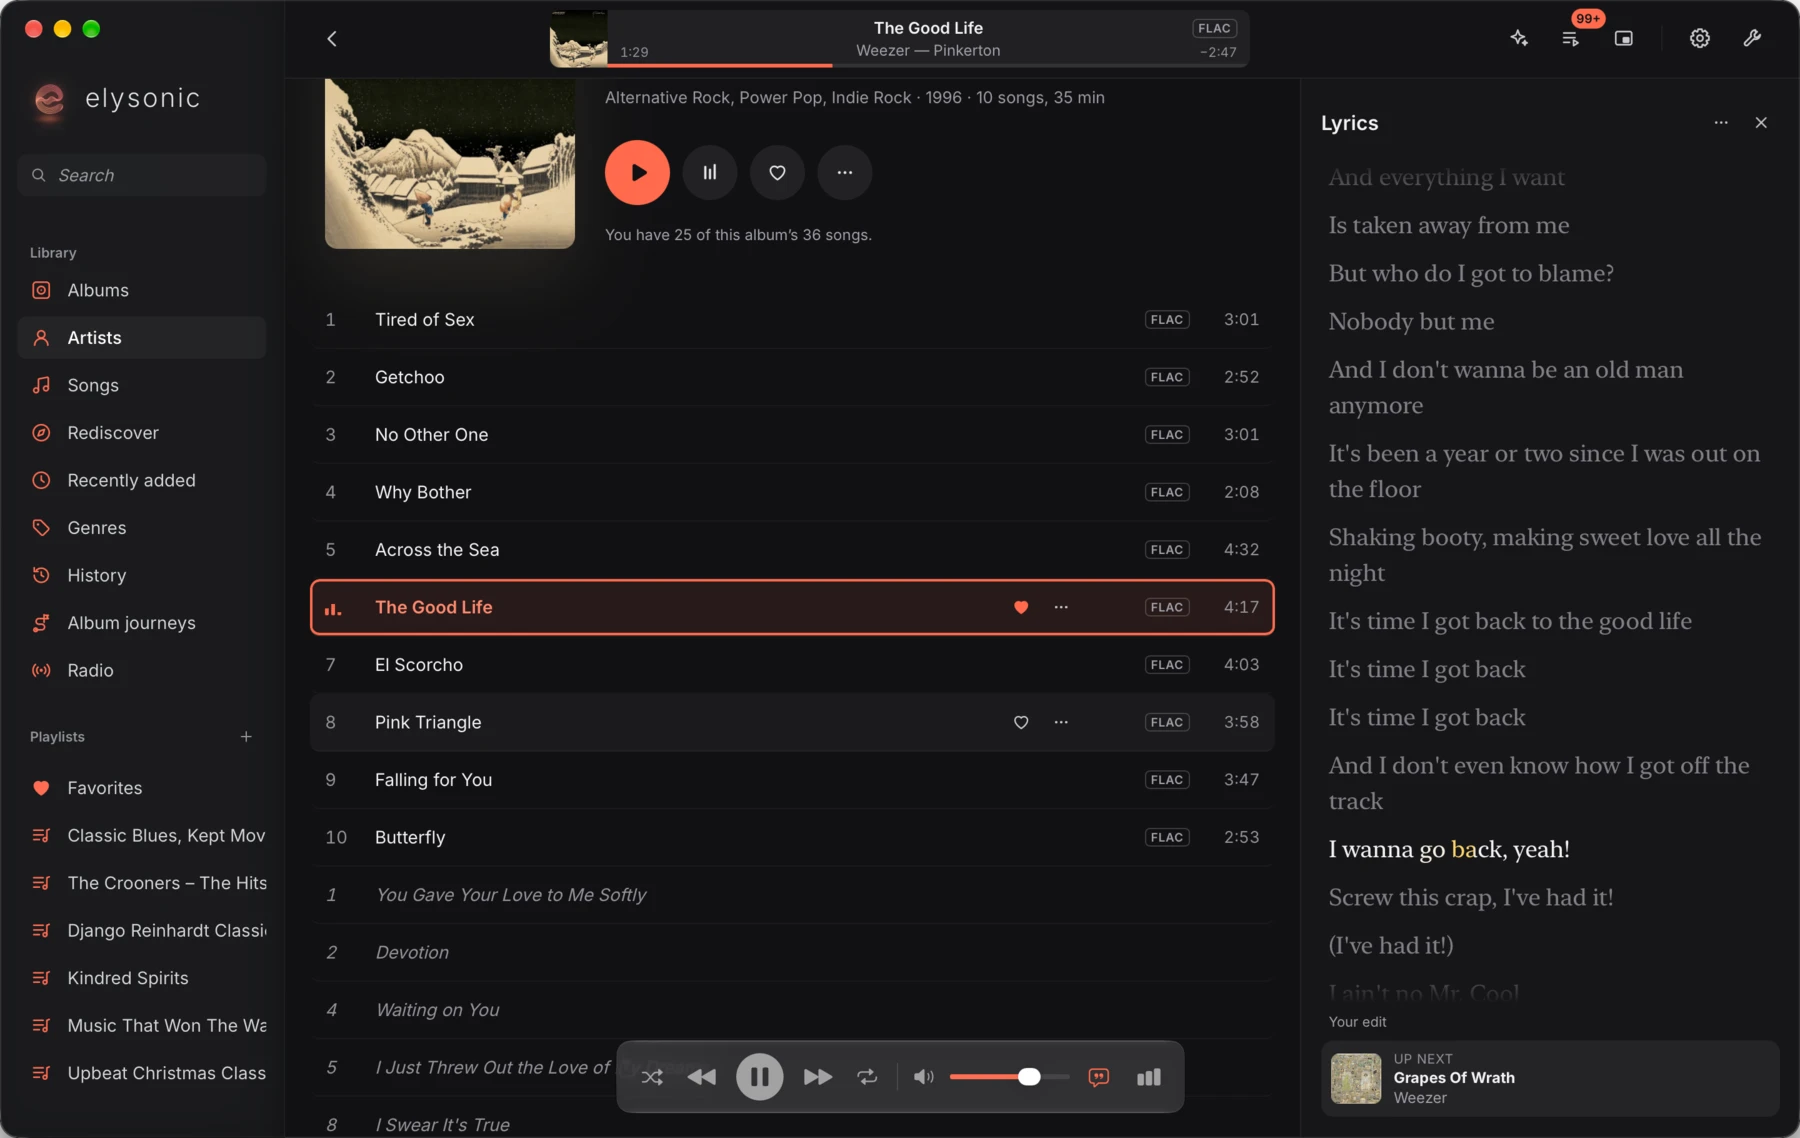 elysonic
Search
Library
Albums
Artists
Songs
Rediscover
Recently added
Genres
History
Album journeys
Radio
Playlists
Favorites
Classic Blues, Kept Mov
The Crooners – The Hits
Django Reinhardt Classi
Kindred Spirits
Music That Won The Wa
Upbeat Christmas Class
1:29
The Good Life
Weezer — Pinkerton
FLAC
−2:47
99+
Alternative Rock, Power Pop, Indie Rock · 1996 · 10 songs, 35 min
You have 25 of this album’s 36 songs.
1 Tired of Sex FLAC 3:01
2 Getchoo FLAC 2:52
3 No Other One FLAC 3:01
4 Why Bother FLAC 2:08
5 Across the Sea FLAC 4:32
The Good Life FLAC 4:17
7 El Scorcho FLAC 4:03
8 Pink Triangle FLAC 3:58
9 Falling for You FLAC 3:47
10 Butterfly FLAC 2:53
1 You Gave Your Love to Me Softly
2 Devotion
4 Waiting on You
5 I Just Threw Out the Love of
8 I Swear It's True
Lyrics
And everything I want
Is taken away from me
But who do I got to blame?
Nobody but me
And I don't wanna be an old man
anymore
It's been a year or two since I was out on
the floor
Shaking booty, making sweet love all the
night
It's time I got back to the good life
It's time I got back
It's time I got back
And I don't even know how I got off the
track
I wanna go back, yeah!
Screw this crap, I've had it!
(I've had it!)
I ain't no Mr. Cool
Your edit
UP NEXT
Grapes Of Wrath
Weezer